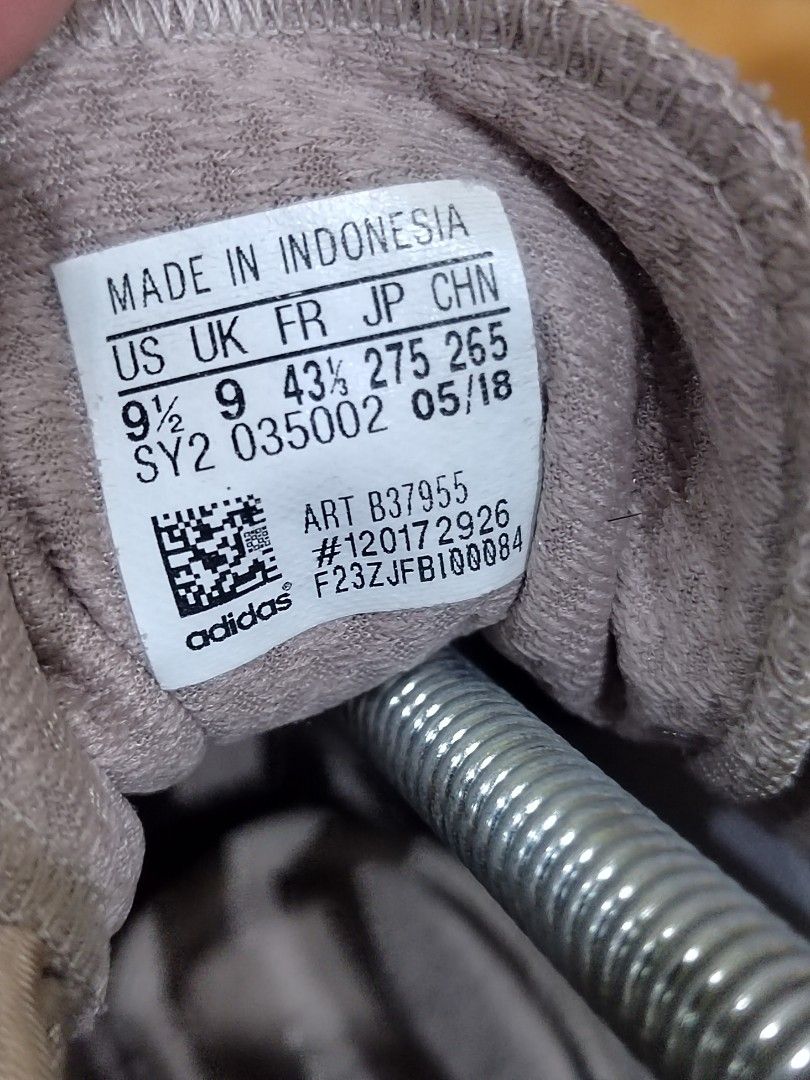 MADE IN INDONESIA
US UK FR JP CHN
9½ 9 43⅓ 275 265
SY2 035002 05/18
ART B37955
#120172926
F23ZJFBI00084
adidas®